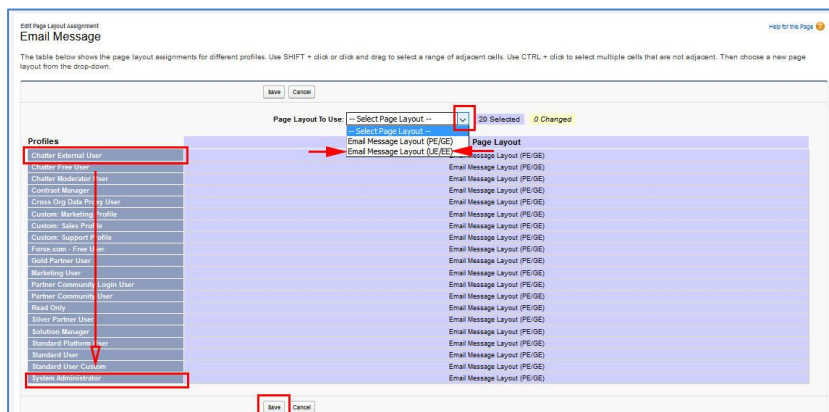 Edit Page Layout Assignment
Email Message
Help for this Page
The table below shows the page layout assignments for different profiles. Use SHIFT + click or click and drag to select a range of adjacent cells. Use CTRL + click to select multiple cells that are not adjacent. Then choose a new page
layout from the drop-down.
Save Cancel
Page Layout To Use: -- Select Page Layout -- 20 Selected 0 Changed
-- Select Page Layout --
Email Message Layout (PE/GE)
Email Message Layout (UE/EE)
Profiles Page Layout
Chatter External User Email Message Layout (PE/GE)
Chatter Free User Email Message Layout (PE/GE)
Chatter Moderator User Email Message Layout (PE/GE)
Contract Manager Email Message Layout (PE/GE)
Cross Org Data Proxy User Email Message Layout (PE/GE)
Custom: Marketing Profile Email Message Layout (PE/GE)
Custom: Sales Profile Email Message Layout (PE/GE)
Custom: Support Profile Email Message Layout (PE/GE)
Force.com - Free User Email Message Layout (PE/GE)
Gold Partner User Email Message Layout (PE/GE)
Marketing User Email Message Layout (PE/GE)
Partner Community Login User Email Message Layout (PE/GE)
Partner Community User Email Message Layout (PE/GE)
Read Only Email Message Layout (PE/GE)
Silver Partner User Email Message Layout (PE/GE)
Solution Manager Email Message Layout (PE/GE)
Standard Platform User Email Message Layout (PE/GE)
Standard User Email Message Layout (PE/GE)
Standard User Custom Email Message Layout (PE/GE)
System Administrator Email Message Layout (PE/GE)
Save Cancel